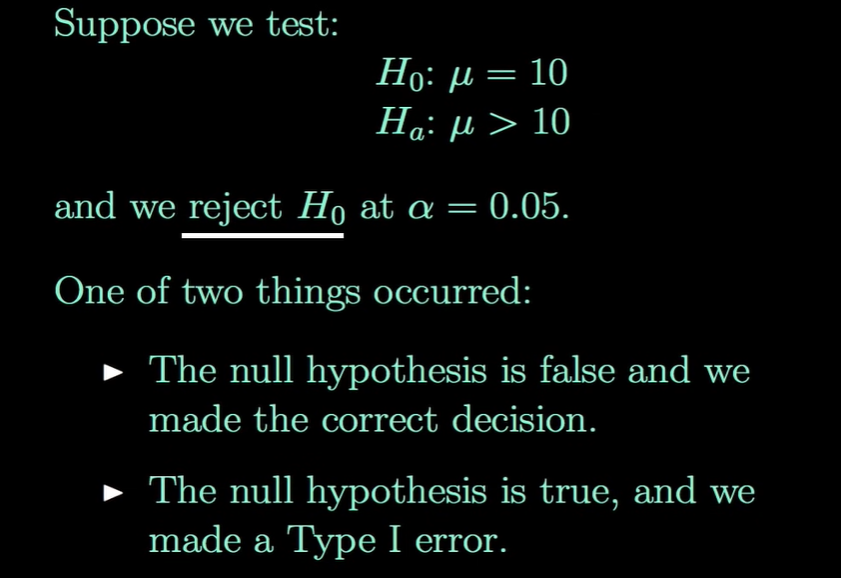 Suppose we test:
H₀: μ = 10
Hₐ: μ > 10
and we reject H₀ at α = 0.05.
One of two things occurred:
► The null hypothesis is false and we
made the correct decision.
► The null hypothesis is true, and we
made a Type I error.